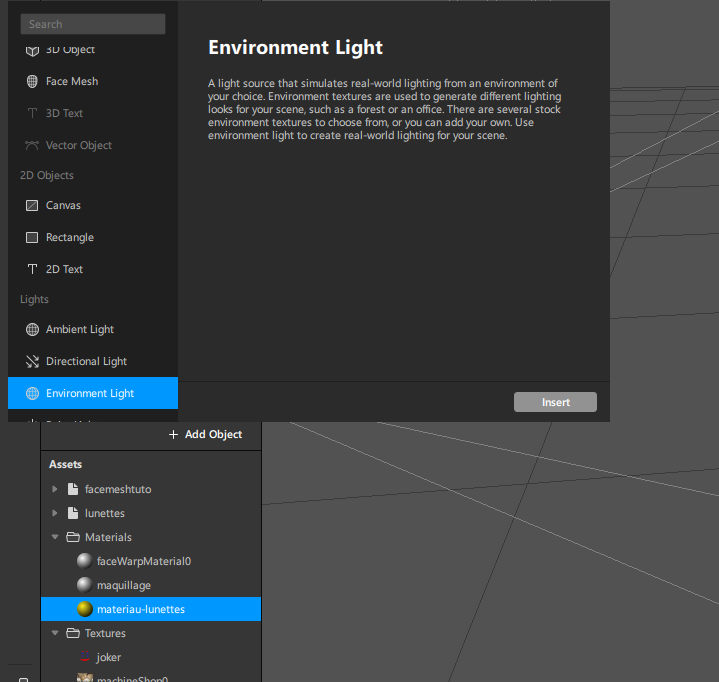 Search
3D Object
Face Mesh
3D Text
Vector Object
2D Objects
Canvas
Rectangle
2D Text
Lights
Ambient Light
Directional Light
Environment Light
Environment Light
A light source that simulates real-world lighting from an environment of
your choice. Environment textures are used to generate different lighting
looks for your scene, such as a forest or an office. There are several stock
environment textures to choose from, or you can add your own. Use
environment light to create real-world lighting for your scene.
Insert
+ Add Object
Assets
facemeshtuto
lunettes
Materials
faceWarpMaterial0
maquillage
materiau-lunettes
Textures
joker
machineShop0